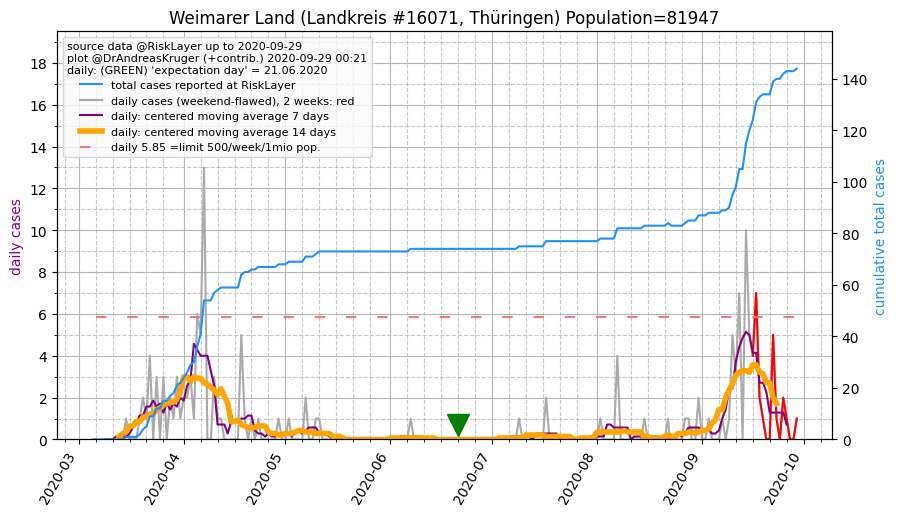 Weimarer Land (Landkreis #16071, Thüringen) Population=81947
source data @RiskLayer up to 2020-09-29
plot @DrAndreasKruger (+contrib.) 2020-09-29 00:21
daily: (GREEN) 'expectation day' = 21.06.2020
total cases reported at RiskLayer
daily cases (weekend-flawed), 2 weeks: red
daily: centered moving average 7 days
daily: centered moving average 14 days
daily 5.85 =limit 500/week/1mio pop.
daily cases
18
16
14
12
10
8
6
4
2
0
cumulative total cases
140
120
100
80
60
40
20
0
2020-03
2020-04
2020-05
2020-06
2020-07
2020-08
2020-09
2020-10